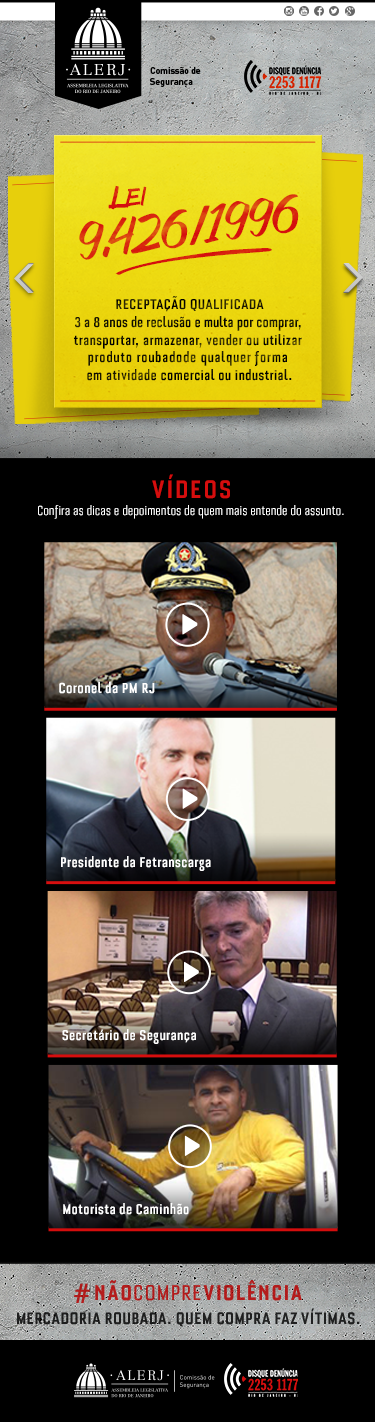 ·ALERJ·
ASSEMBLEIA LEGISLATIVA
DO RIO DE JANEIRO
Comissão de
Segurança
DISQUE DENÚNCIA
2253 1177
RIO DE JANEIRO - RJ
LEI
9.426/1996
RECEPTAÇÃO QUALIFICADA
3 a 8 anos de reclusão e multa por comprar,
transportar, armazenar, vender ou utilizar
produto roubadode qualquer forma
em atividade comercial ou industrial.
VÍDEOS
Confira as dicas e depoimentos de quem mais entende do assunto.
Coronel da PM RJ
Presidente da Fetranscarga
Secretário de Segurança
Motorista de Caminhão
#NÃOCOMPREVIOLÊNCIA
MERCADORIA ROUBADA. QUEM COMPRA FAZ VÍTIMAS.
·ALERJ·
ASSEMBLEIA LEGISLATIVA
DO RIO DE JANEIRO
Comissão de
Segurança
DISQUE DENÚNCIA
2253 1177
RIO DE JANEIRO - RJ